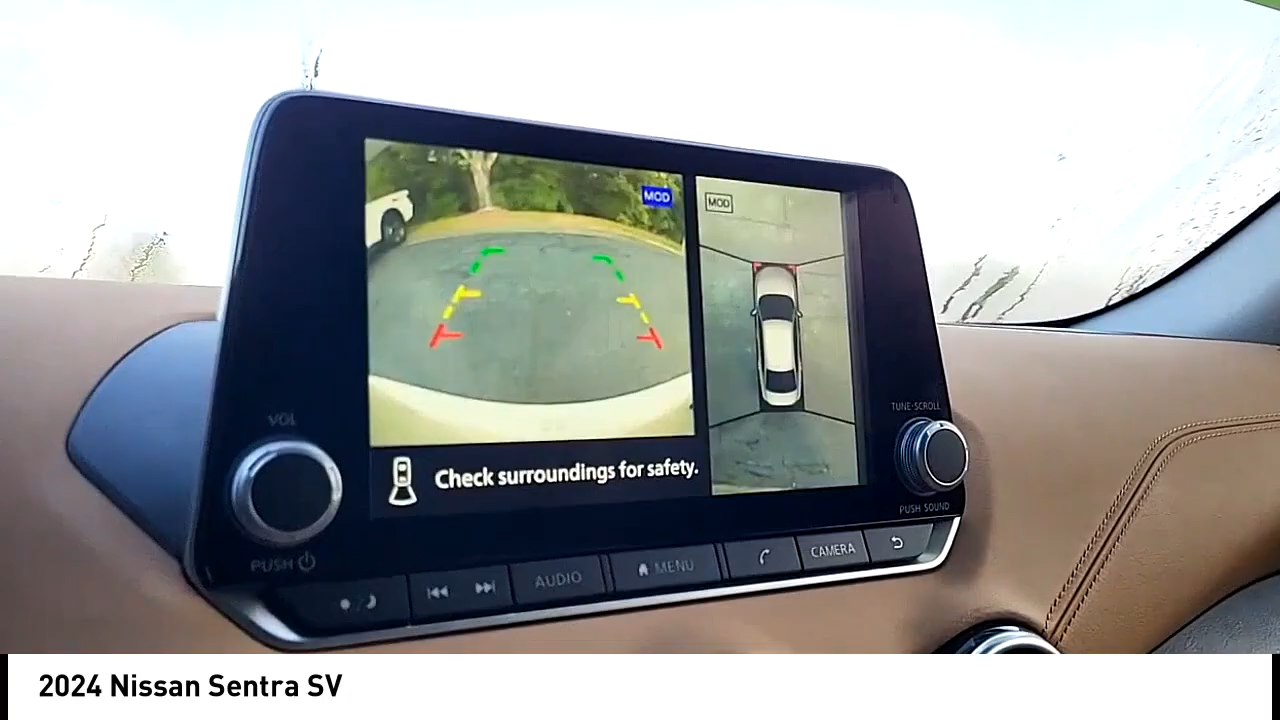 MOD
MOD
Check surroundings for safety.
VOL
PUSH
TUNE·SCROLL
PUSH SOUND
AUDIO
MENU
CAMERA
2024 Nissan Sentra SV